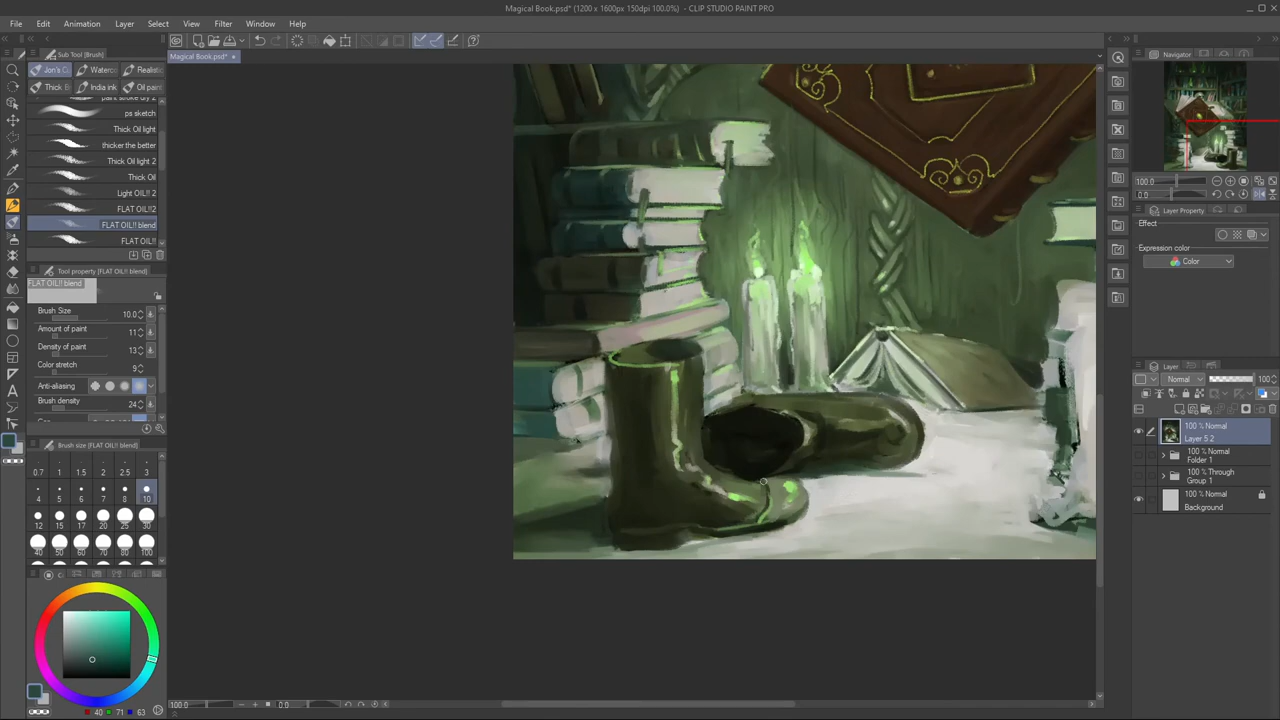 Magical Book.psd* (1200 x 1600px 150dpi 100.0%) - CLIP STUDIO PAINT PRO
File Edit Animation Layer Select View Filter Window Help
Sub Tool [Brush]
Magical Book.psd*
Navigator
Realistic
Thick India ink Oil paint
ps sketch
Thick Oil light
thicker the better
Thick Oil light 2
Thick Oil
Light OIL!! 2
FLAT OIL!!2
FLAT OIL!! blend
FLAT OIL!!
Tool property [FLAT OIL!! blend]
FLAT OIL!! blend
Brush Size 10.0
Amount of paint 11
Density of paint 13
Color stretch 9
Anti-aliasing
Brush density 24
Brush size [FLAT OIL!! blend]
0.7 1 1.5 2 2.5 3
4 5 6 7 8 10
12 15 17 20 25 30
40 50 60 70 80 100
40 71 63
100.0 0.0
100.0
0.0
Layer Property
Effect
Expression color
Color
Layer
Normal 100
100 % Normal
Layer 5 2
100 % Normal
Folder 1
100 % Through
Group 1
100 % Normal
Background